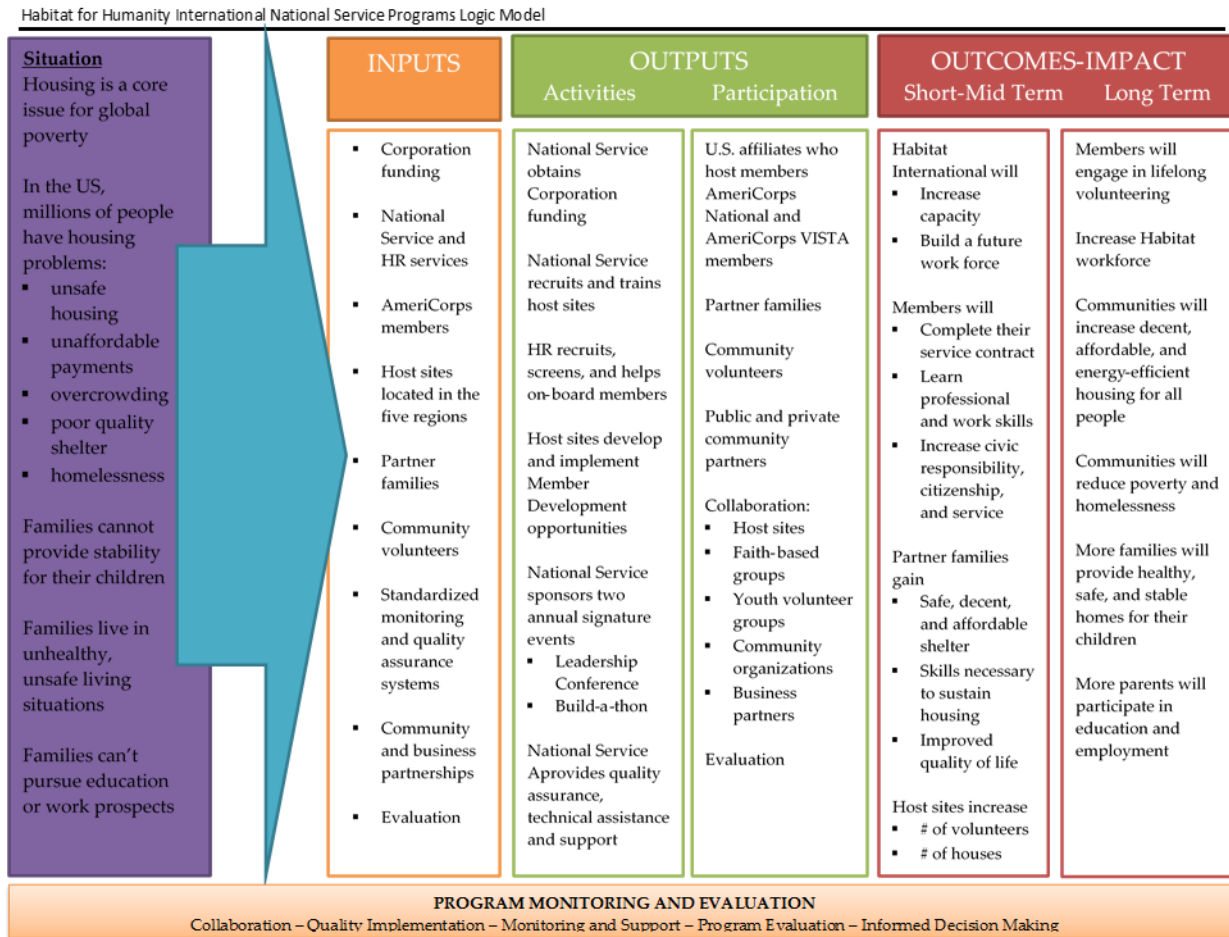 Habitat for Humanity International National Service Programs Logic Model
Situation
Housing is a core
issue for global
poverty
In the US,
millions of people
have housing
problems:
▪ unsafe
housing
▪ unaffordable
payments
▪ overcrowding
▪ poor quality
shelter
▪ homelessness
Families cannot
provide stability
for their children
Families live in
unhealthy,
unsafe living
situations
Families can't
pursue education
or work prospects
INPUTS
▪ Corporation
funding
▪ National
Service and
HR services
▪ AmeriCorps
members
▪ Host sites
located in the
five regions
▪ Partner
families
▪ Community
volunteers
▪ Standardized
monitoring
and quality
assurance
systems
▪ Community
and business
partnerships
▪ Evaluation
OUTPUTS
Activities Participation
National Service
obtains
Corporation
funding
National Service
recruits and trains
host sites
HR recruits,
screens, and helps
on-board members
Host sites develop
and implement
Member
Development
opportunities
National Service
sponsors two
annual signature
events
▪ Leadership
Conference
▪ Build-a-thon
National Service
Aprovides quality
assurance,
technical assistance
and support
U.S. affiliates who
host members
AmeriCorps
National and
AmeriCorps VISTA
members
Partner families
Community
volunteers
Public and private
community
partners
Collaboration:
▪ Host sites
▪ Faith-based
groups
▪ Youth volunteer
groups
▪ Community
organizations
▪ Business
partners
Evaluation
OUTCOMES-IMPACT
Short-Mid Term Long Term
Habitat
International will
▪ Increase
capacity
▪ Build a future
work force
Members will
▪ Complete their
service contract
▪ Learn
professional
and work skills
▪ Increase civic
responsibility,
citizenship,
and service
Partner families
gain
▪ Safe, decent,
and affordable
shelter
▪ Skills necessary
to sustain
housing
▪ Improved
quality of life
Host sites increase
▪ # of volunteers
▪ # of houses
Members will
engage in lifelong
volunteering
Increase Habitat
workforce
Communities will
increase decent,
affordable, and
energy-efficient
housing for all
people
Communities will
reduce poverty and
homelessness
More families will
provide healthy,
safe, and stable
homes for their
children
More parents will
participate in
education and
employment
PROGRAM MONITORING AND EVALUATION
Collaboration – Quality Implementation – Monitoring and Support – Program Evaluation – Informed Decision Making